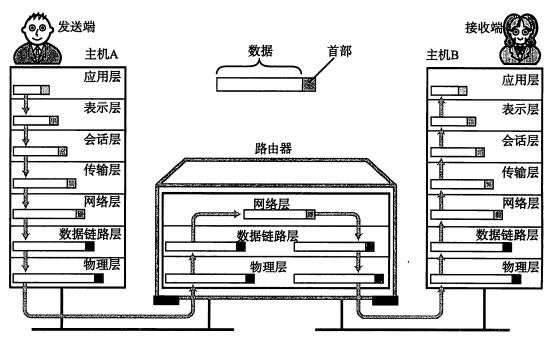 发送端
接收端
主机A
数据
首部
主机B
应用层
表示层
会话层
传输层
网络层
数据链路层
物理层
路由器
网络层
数据链路层
物理层
应用层
表示层
会话层
传输层
网络层
数据链路层
物理层